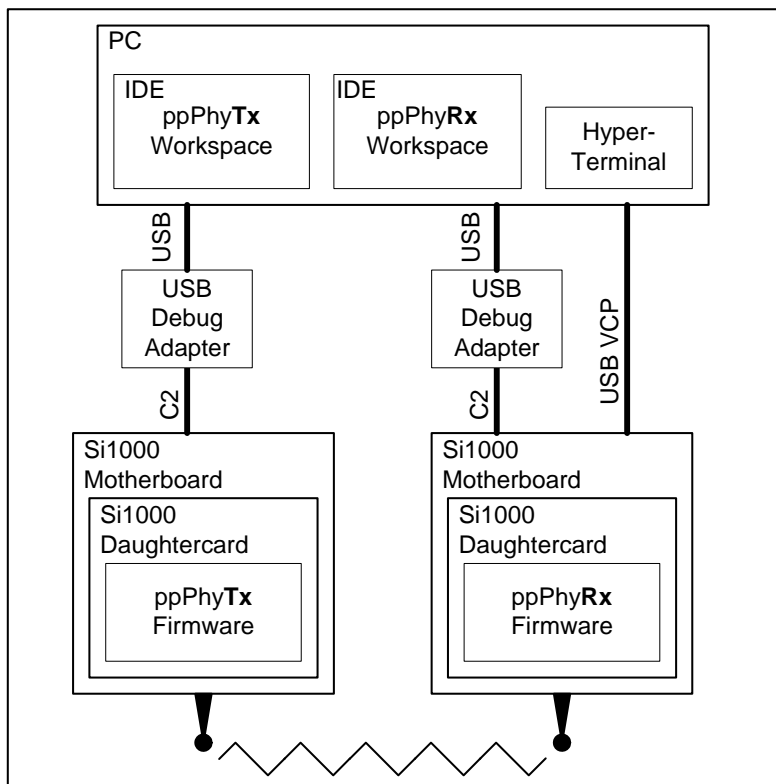 PC
IDE
ppPhyTx
Workspace
IDE
ppPhyRx
Workspace
Hyper-
Terminal
USB
USB
USB VCP
USB
Debug
Adapter
USB
Debug
Adapter
C2
C2
Si1000
Motherboard
Si1000
Daughtercard
ppPhyTx
Firmware
Si1000
Motherboard
Si1000
Daughtercard
ppPhyRx
Firmware